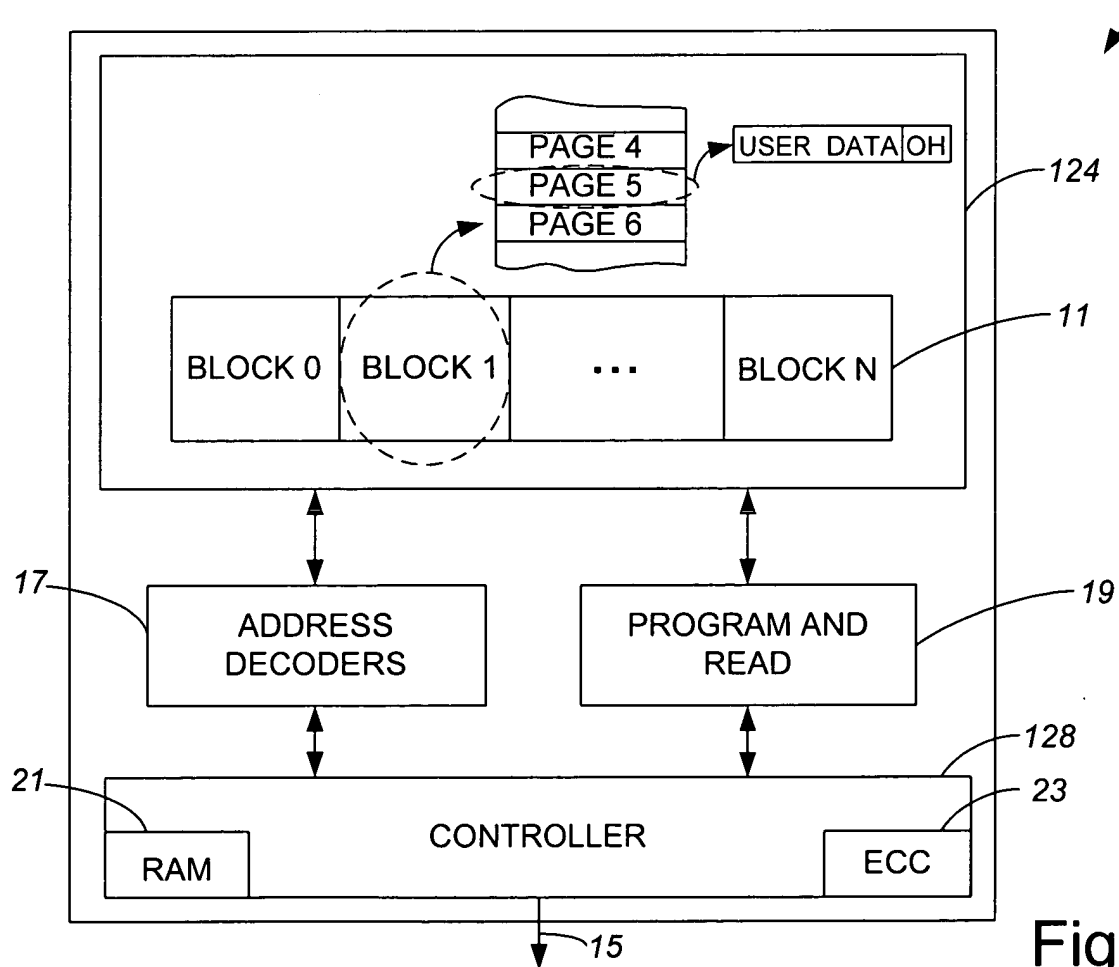 PAGE 4
USER DATA OH
PAGE 5
124
PAGE 6
11
BLOCK 0 BLOCK 1 ... BLOCK N
17
19
ADDRESS
DECODERS
PROGRAM AND
READ
128
21
23
CONTROLLER
RAM
ECC
15
Fig